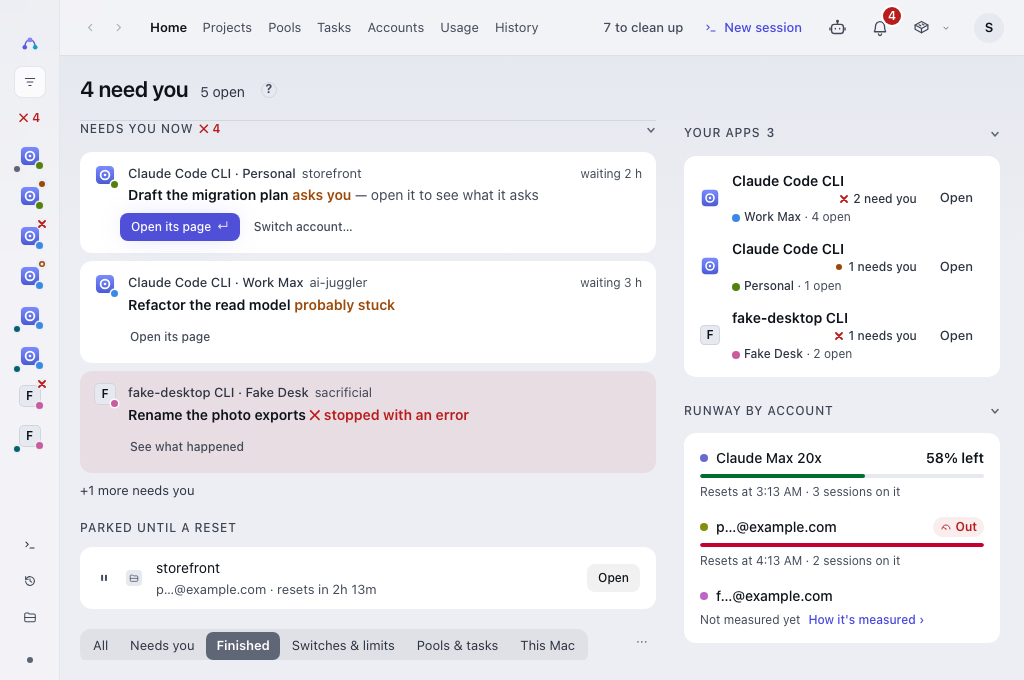 Home Projects Pools Tasks Accounts Usage History 7 to clean up New session 4 S
4
4 need you 5 open ?
NEEDS YOU NOW 4
Claude Code CLI · Personal storefront waiting 2 h
Draft the migration plan asks you — open it to see what it asks
Open its page ↵ Switch account…
Claude Code CLI · Work Max ai-juggler waiting 3 h
Refactor the read model probably stuck
Open its page
F fake-desktop CLI · Fake Desk sacrificial
Rename the photo exports stopped with an error
See what happened
+1 more needs you
PARKED UNTIL A RESET
storefront
p…@example.com · resets in 2h 13m
Open
All Needs you Finished Switches & limits Pools & tasks This Mac …
YOUR APPS 3
Claude Code CLI
2 need you Open
Work Max · 4 open
Claude Code CLI
1 needs you Open
Personal · 1 open
fake-desktop CLI
F 1 needs you Open
Fake Desk · 2 open
RUNWAY BY ACCOUNT
Claude Max 20x 58% left
Resets at 3:13 AM · 3 sessions on it
p…@example.com Out
Resets at 4:13 AM · 2 sessions on it
f…@example.com
Not measured yet How it's measured ›
F
F